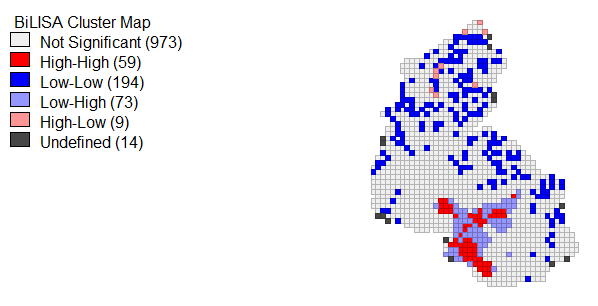 BiLISA Cluster Map
Not Significant (973)
High-High (59)
Low-Low (194)
Low-High (73)
High-Low (9)
Undefined (14)